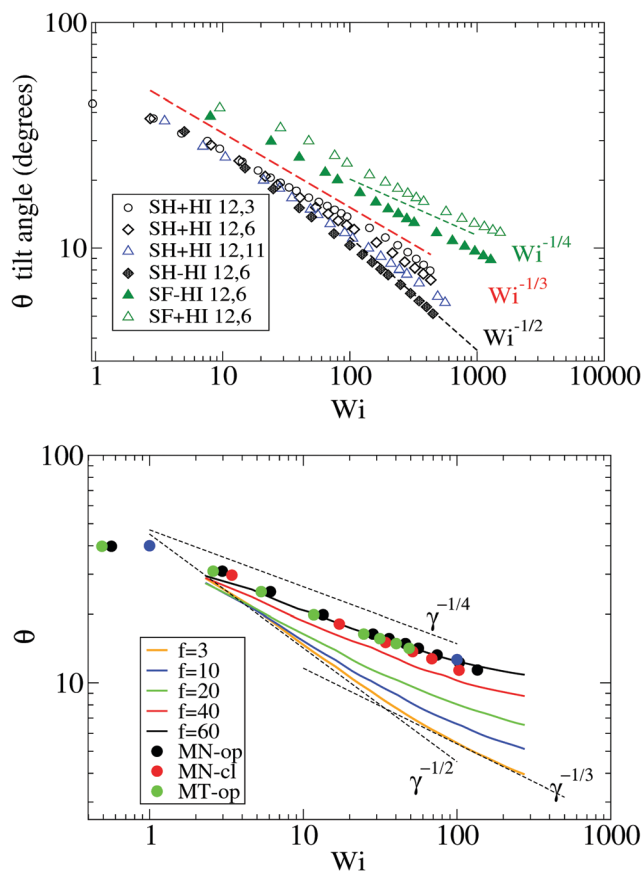 100
10
θ tilt angle (degrees)
SH+HI 12,3
SH+HI 12,6
SH+HI 12,11
SH-HI 12,6
SF-HI 12,6
SF+HI 12,6
Wi-1/4
Wi-1/3
Wi-1/2
1 10 100 1000 10000
Wi
100
10
θ
γ-1/4
f=3
f=10
f=20
f=40
f=60
MN-op
MN-cl
MT-op
γ-1/2
γ-1/3
1 10 100 1000
Wi